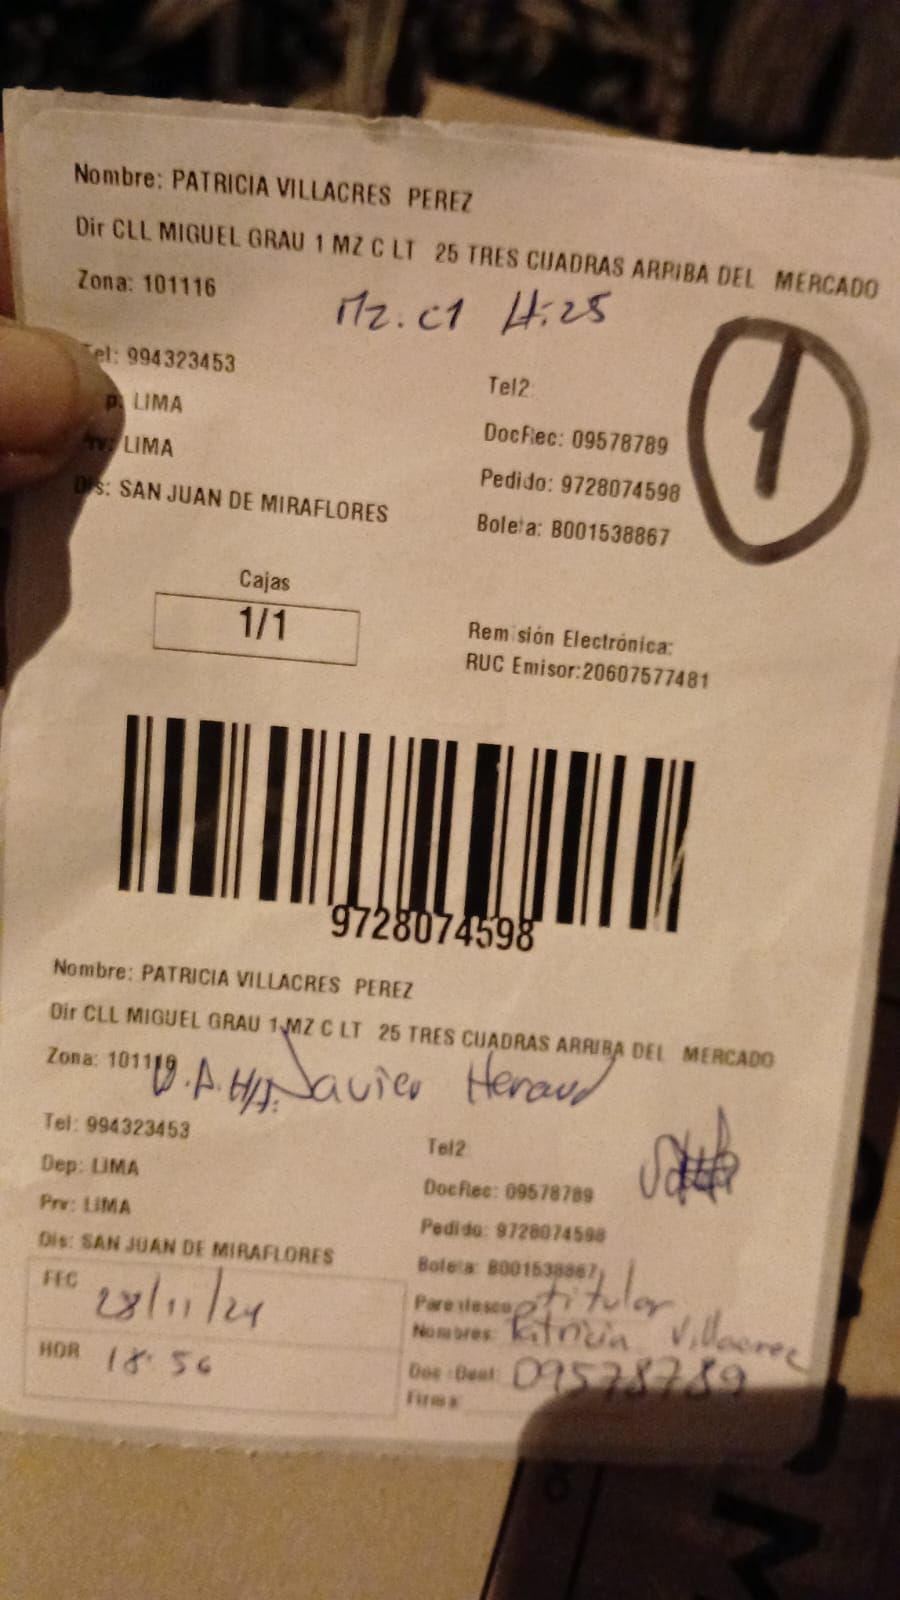 Nombre: PATRICIA VILLACRES PEREZ
Dir CLL MIGUEL GRAU 1 MZ C LT 25 TRES CUADRAS ARRIBA DEL MERCADO
Zona: 101116
Mz. C1 Lt. 25
Tel: 994323453
Tel2:
1
p: LIMA
DocRec: 09578789
Prv: LIMA
Pedido: 9728074598
Dis: SAN JUAN DE MIRAFLORES
Boleta: B001538867
Cajas
1/1
Remisión Electrónica:
RUC Emisor:20607577481
9728074598
Nombre: PATRICIA VILLACRES PEREZ
Dir CLL MIGUEL GRAU 1 MZ C LT 25 TRES CUADRAS ARRIBA DEL MERCADO
Zona: 101116
Javier Heraud
Tel: 994323453
Tel2
Dep: LIMA
DocRec: 09578789
Prv: LIMA
Pedido: 9728074598
Dis: SAN JUAN DE MIRAFLORES
Boleta: B001538867
FEC 28/11/24
Parentesco titular
Nombres: Patricia Villacrez
HOR 18:56
Doc Ident: 09578789
Firma